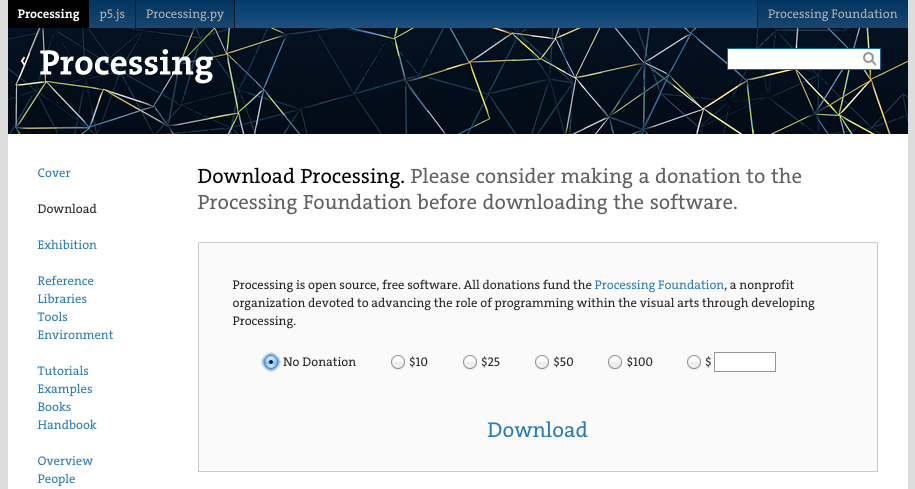 Processing p5.js Processing.py Processing Foundation
Processing
Cover
Download
Exhibition
Reference
Libraries
Tools
Environment
Tutorials
Examples
Books
Handbook
Overview
People
Download Processing. Please consider making a donation to the
Processing Foundation before downloading the software.
Processing is open source, free software. All donations fund the Processing Foundation, a nonprofit
organization devoted to advancing the role of programming within the visual arts through developing
Processing.
No Donation $10 $25 $50 $100 $
Download